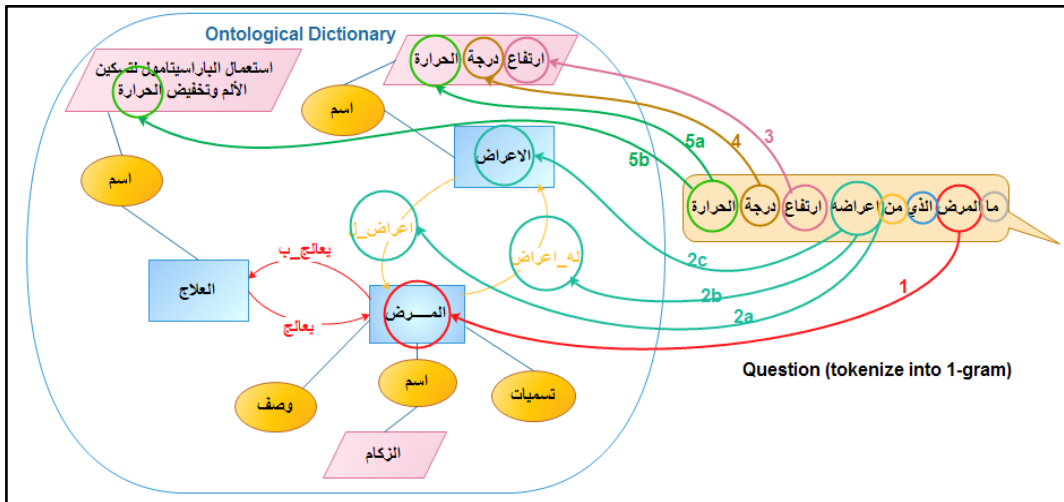 Ontological Dictionary
استعمال الباراسيتامول لتسكين
الألم وتخفيض الحرارة
ارتفاع درجة الحرارة
اسم
اسم
الاعراض
5a
5b
4
3
ما المرض الذي من اعراضه ارتفاع درجة الحرارة
اعراض_ل
له_اعراض
2c
2b
2a
1
يعالج_ب
يعالج
العلاج
المـــرض
Question (tokenize into 1-gram)
وصف
اسم
تسميات
الزكام